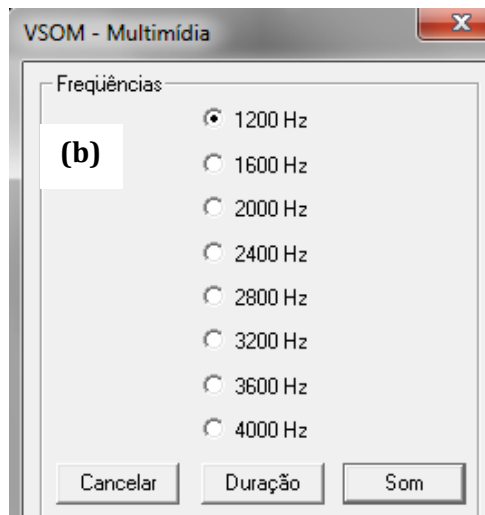 VSOM - Multimídia
Freqüências
1200 Hz
(b)
1600 Hz
2000 Hz
2400 Hz
2800 Hz
3200 Hz
3600 Hz
4000 Hz
Cancelar Duração Som